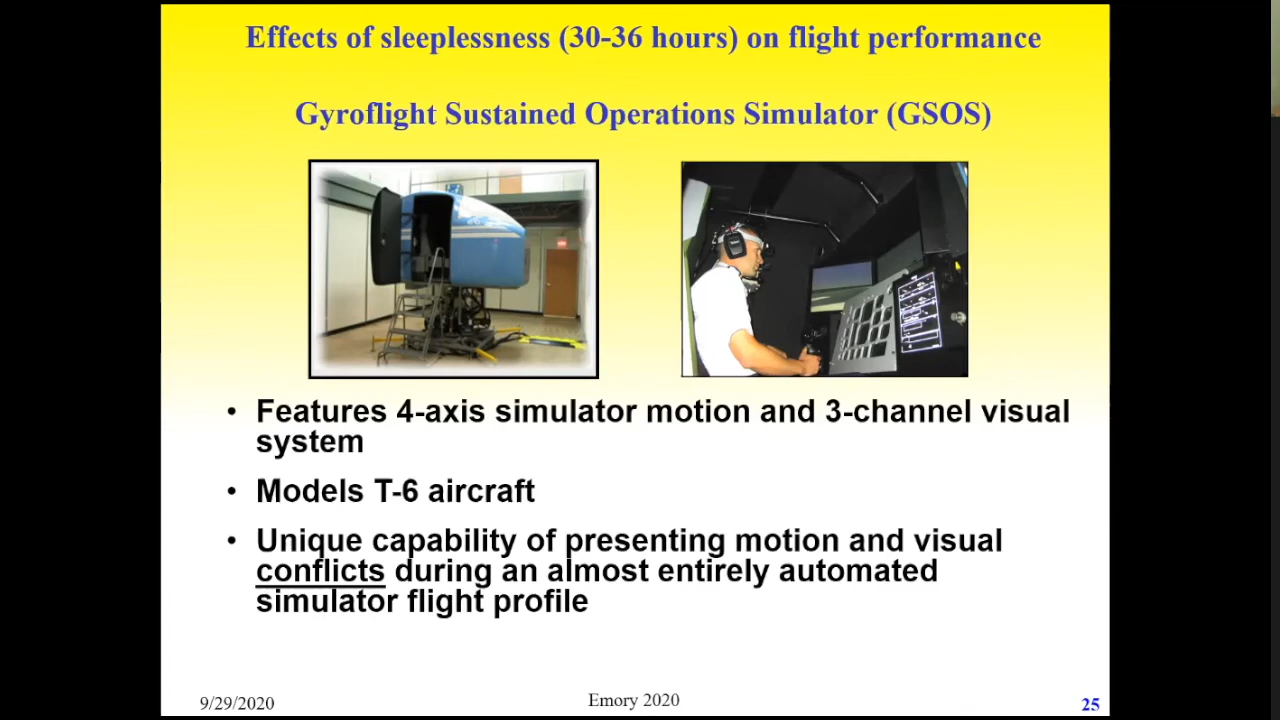 Effects of sleeplessness (30-36 hours) on flight performance
Gyroflight Sustained Operations Simulator (GSOS)
• Features 4-axis simulator motion and 3-channel visual
system
• Models T-6 aircraft
• Unique capability of presenting motion and visual
conflicts during an almost entirely automated
simulator flight profile
9/29/2020
Emory 2020
25